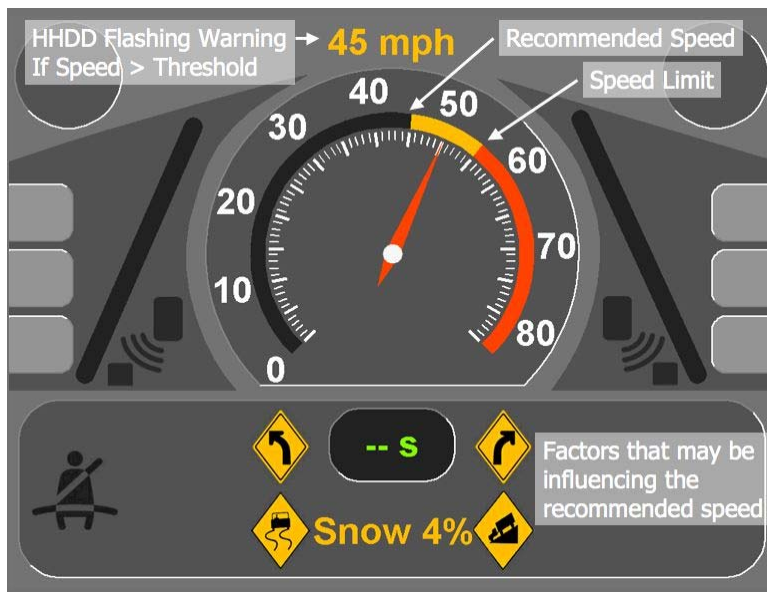 HHDD Flashing Warning
If Speed > Threshold
45 mph
Recommended Speed
Speed Limit
0
10
20
30
40
50
60
70
80
-- s
Snow 4%
Factors that may be
influencing the
recommended speed